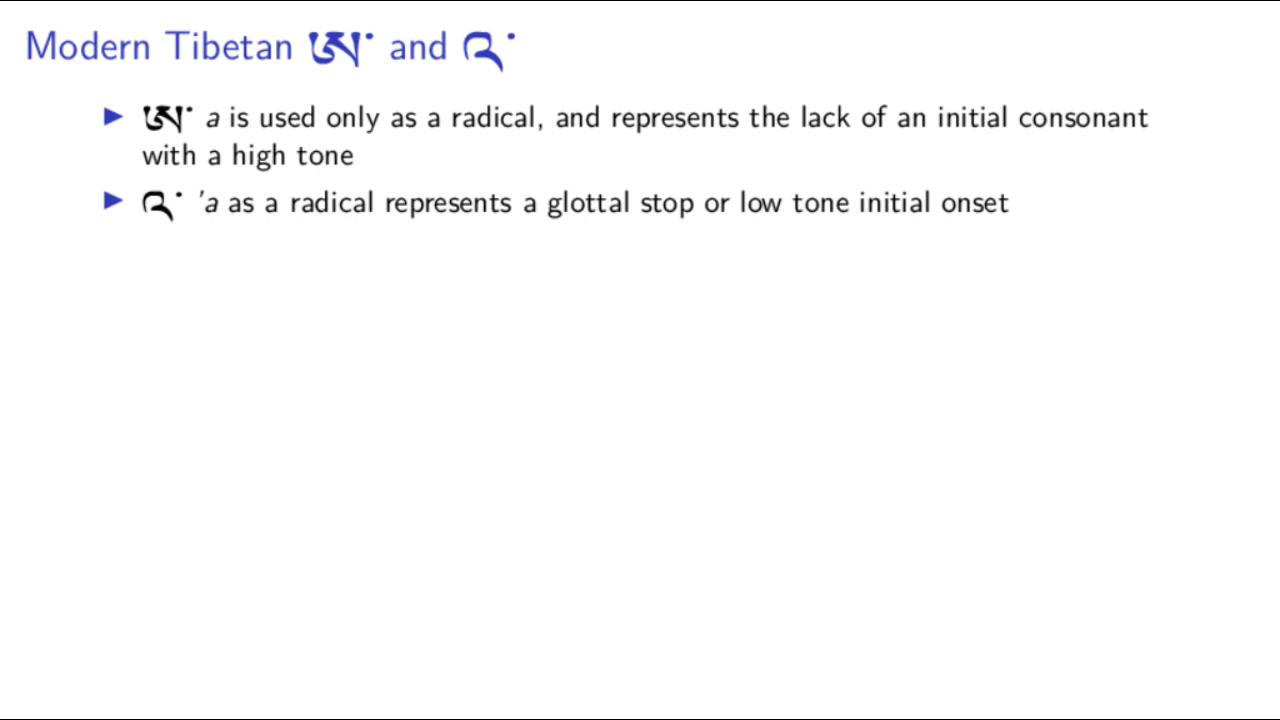 Modern Tibetan ཨ་ and འ་
▶ ཨ་ a is used only as a radical, and represents the lack of an initial consonant
with a high tone
▶ འ་ 'a as a radical represents a glottal stop or low tone initial onset